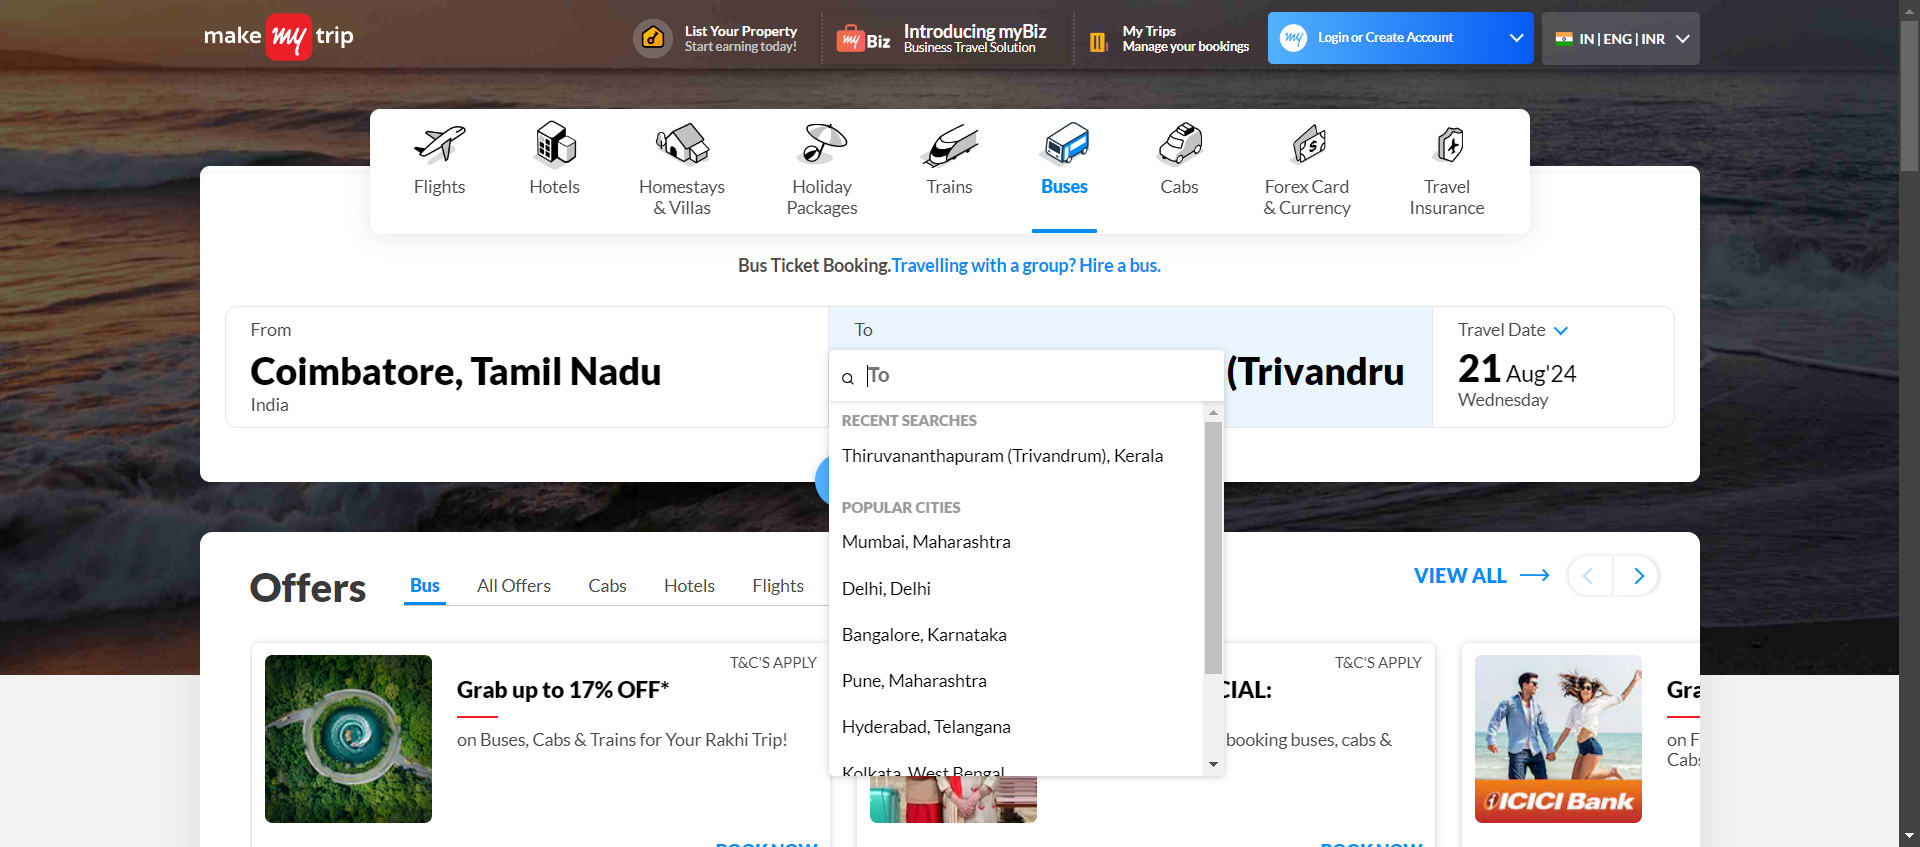 make my trip
List Your Property
Start earning today!
my Biz
Introducing myBiz
Business Travel Solution
My Trips
Manage your bookings
my
Login or Create Account
IN | ENG | INR
Flights
Hotels
Homestays
& Villas
Holiday
Packages
Trains
Buses
Cabs
Forex Card
& Currency
Travel
Insurance
Bus Ticket Booking.Travelling with a group? Hire a bus.
From
Coimbatore, Tamil Nadu
India
To
(Trivandru
Travel Date
21 Aug'24
Wednesday
To
RECENT SEARCHES
Thiruvananthapuram (Trivandrum), Kerala
POPULAR CITIES
Mumbai, Maharashtra
Delhi, Delhi
Bangalore, Karnataka
Pune, Maharashtra
Hyderabad, Telangana
Kolkata, West Bengal
Offers
Bus
All Offers
Cabs
Hotels
Flights
VIEW ALL
T&C'S APPLY
Grab up to 17% OFF*
on Buses, Cabs & Trains for Your Rakhi Trip!
BOOK NOW
T&C'S APPLY
CIAL:
booking buses, cabs &
BOOK NOW
ICICI Bank
Gra
on F
Cabs